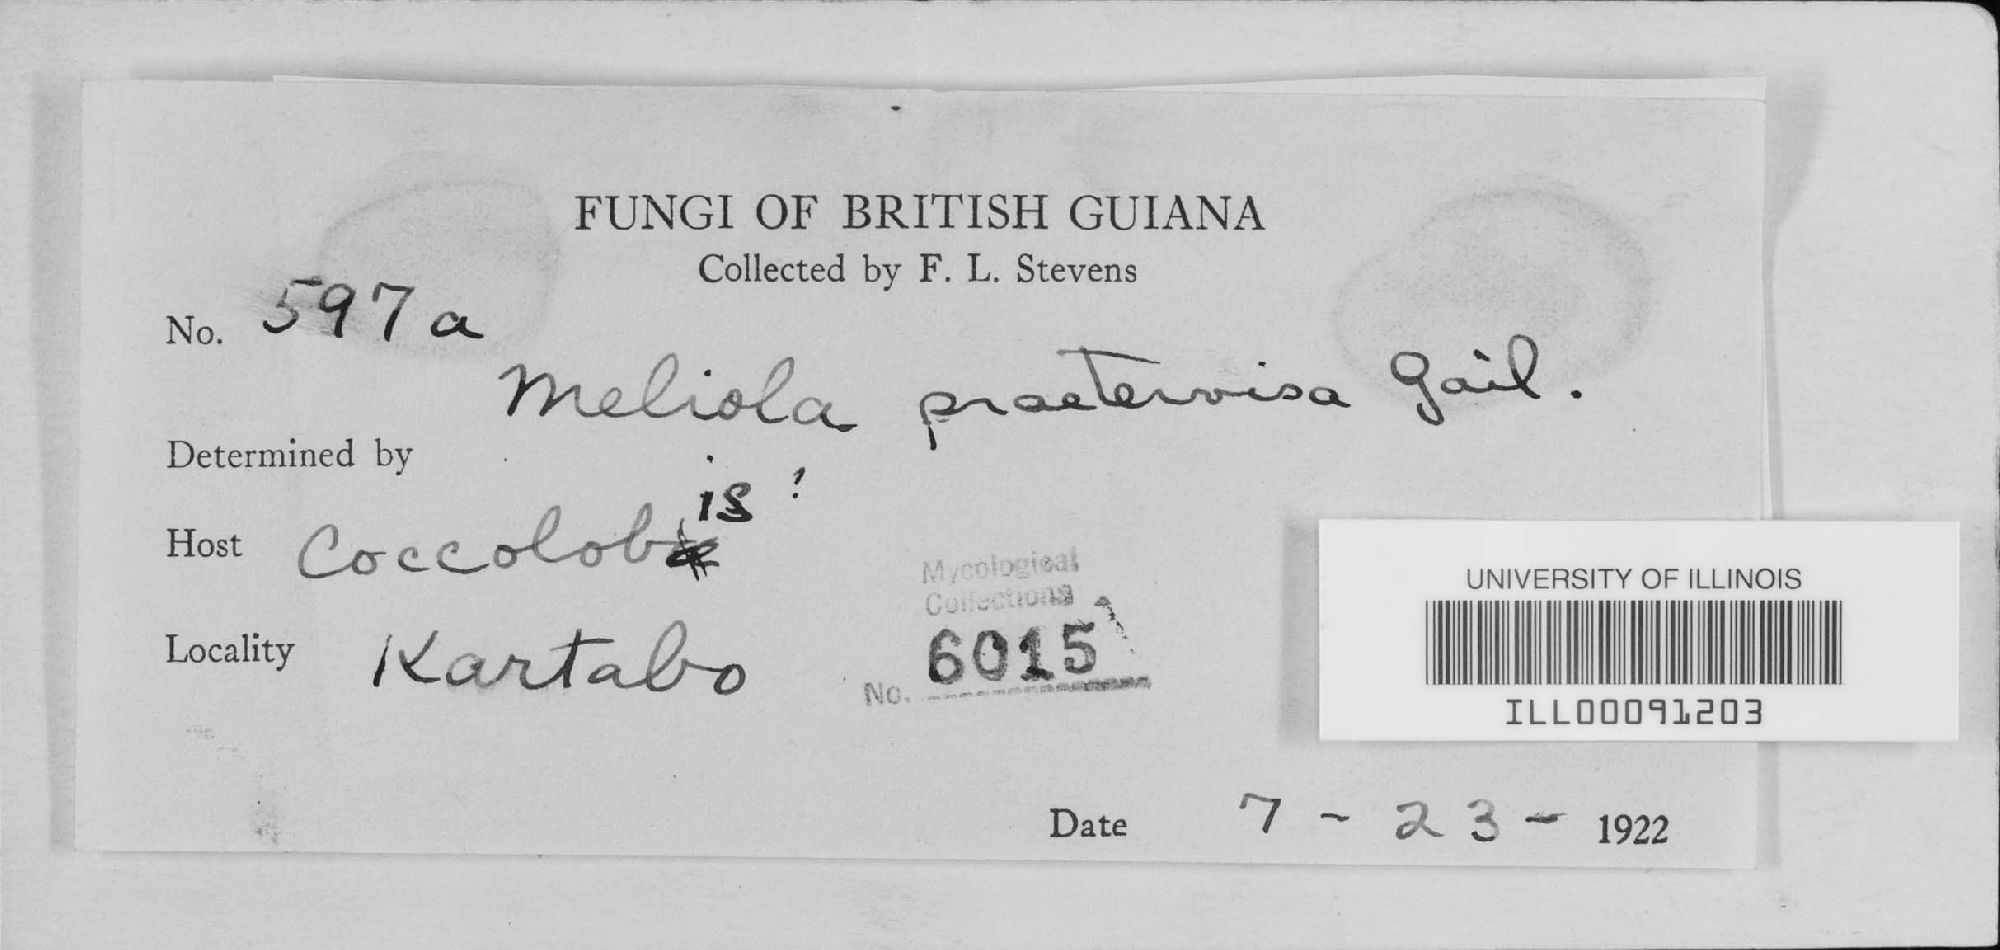 FUNGI OF BRITISH GUIANA
Collected by F. L. Stevens
No. 597a
Meliola praetervisa Gail.
Determined by
Host Coccolobis?
Locality Kartabo
Mycological
Collections
No. 6015
UNIVERSITY OF ILLINOIS
ILL00091203
Date 7-23-1922